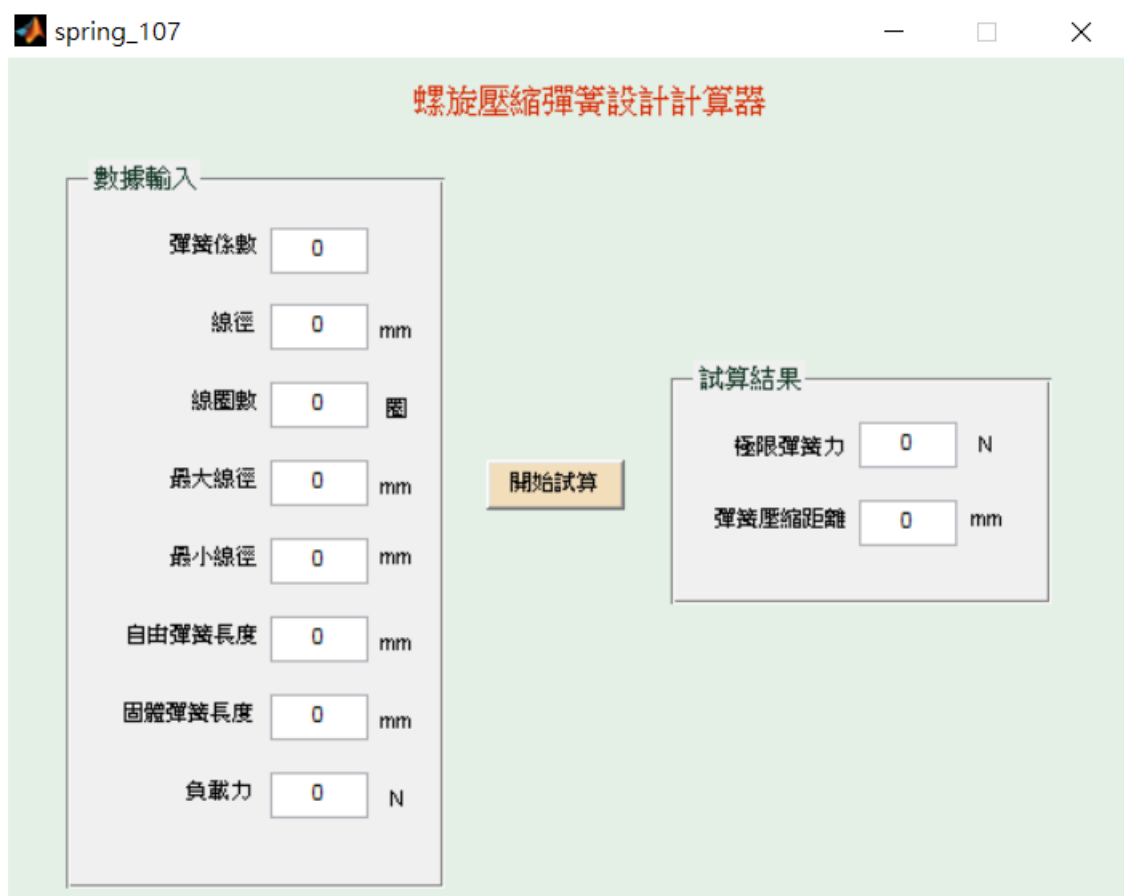 spring_107
螺旋壓縮彈簧設計計算器
數據輸入
彈簧係數 0
線徑 0 mm
線圈數 0 圈
最大線徑 0 mm
最小線徑 0 mm
自由彈簧長度 0 mm
固體彈簧長度 0 mm
負載力 0 N
開始試算
試算結果
極限彈簧力 0 N
彈簧壓縮距離 0 mm